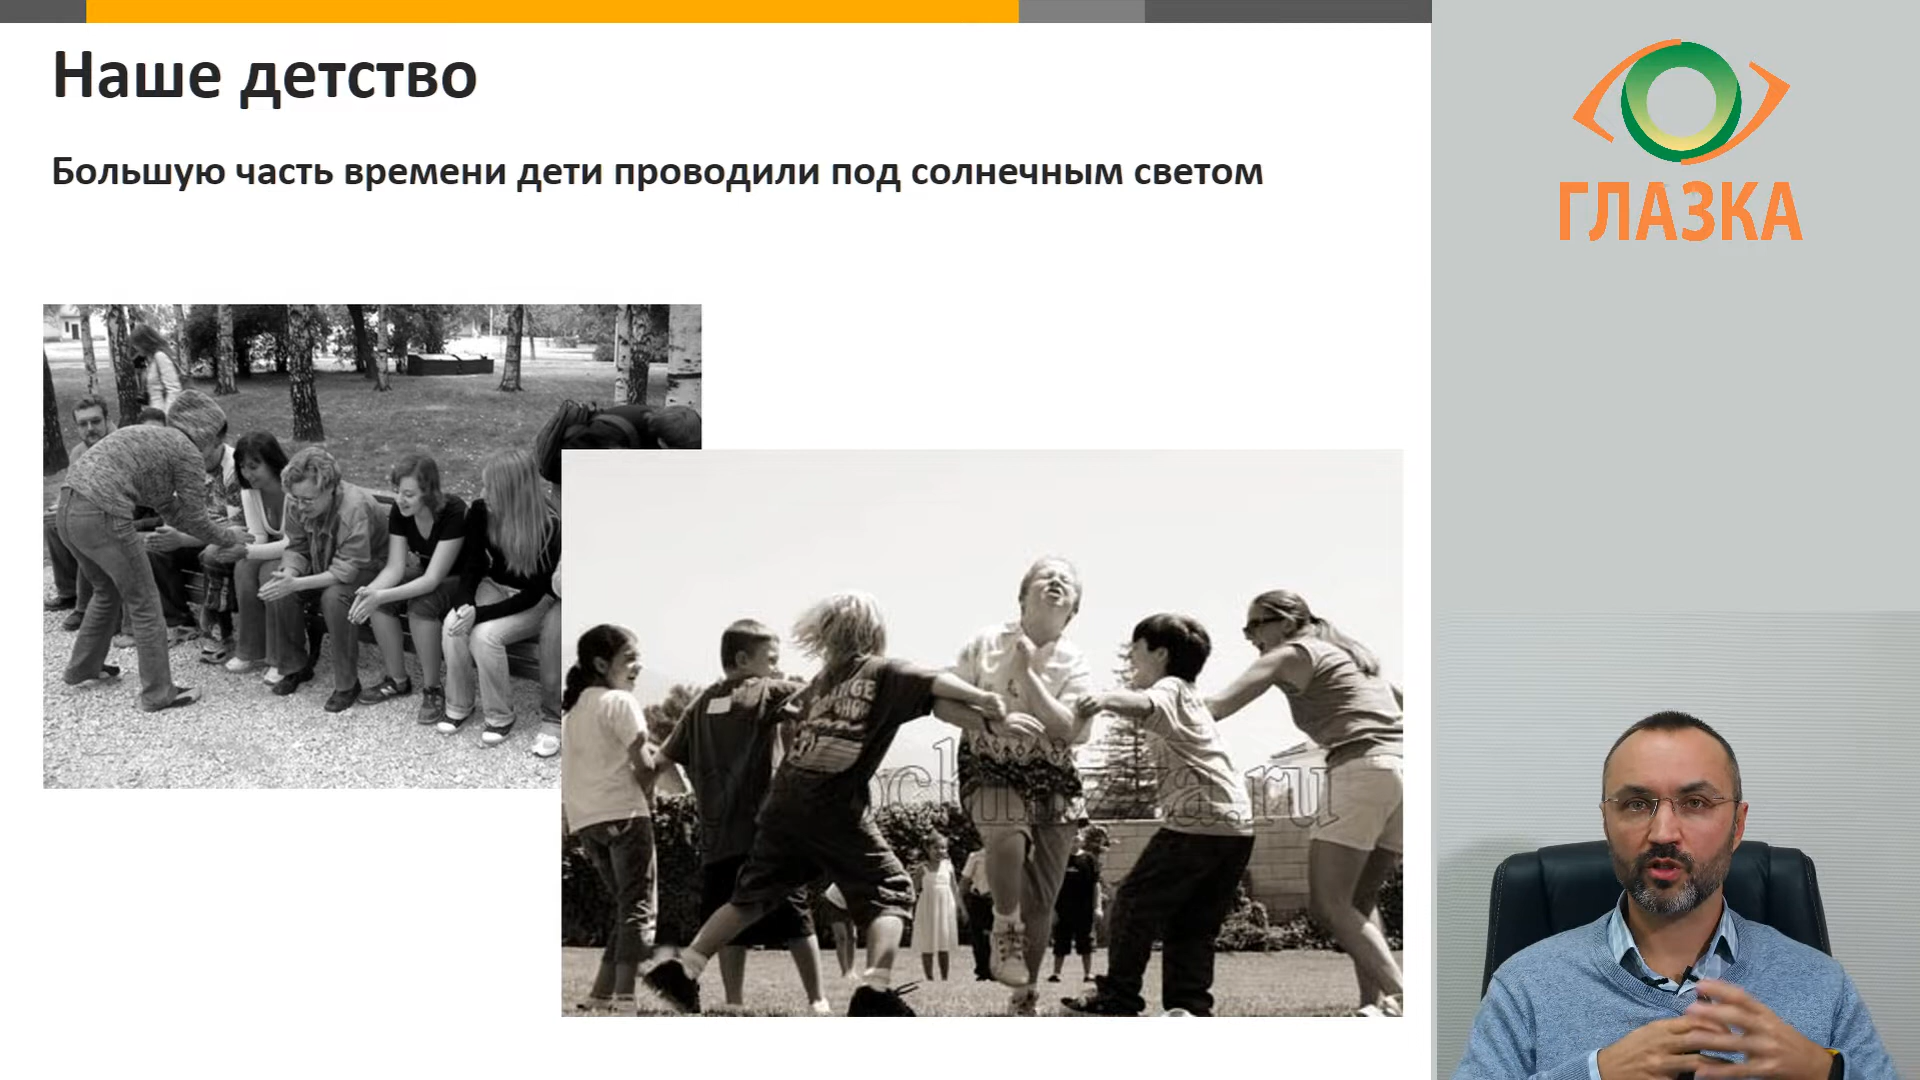 Наше детство
Большую часть времени дети проводили под солнечным светом
ГЛАЗКА